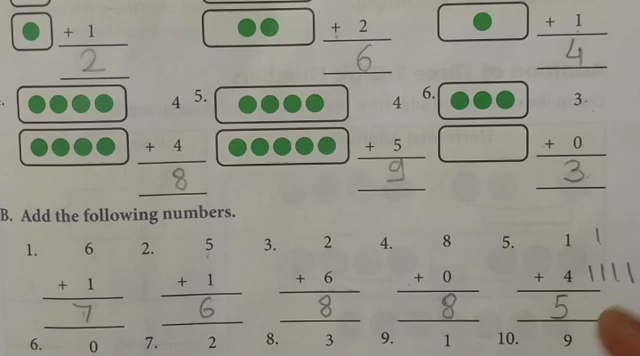 + 1 + 2 + 1
2 6 4
4 5. 4 6. 3
+ 4 + 5 + 0
8 9 3
B. Add the following numbers.
1. 6 2. 5 3. 2 4. 8 5. 1
+ 1 + 1 + 6 + 0 + 4
7 6 8 8 5
6. 0 7. 2 8. 3 9. 1 10. 9